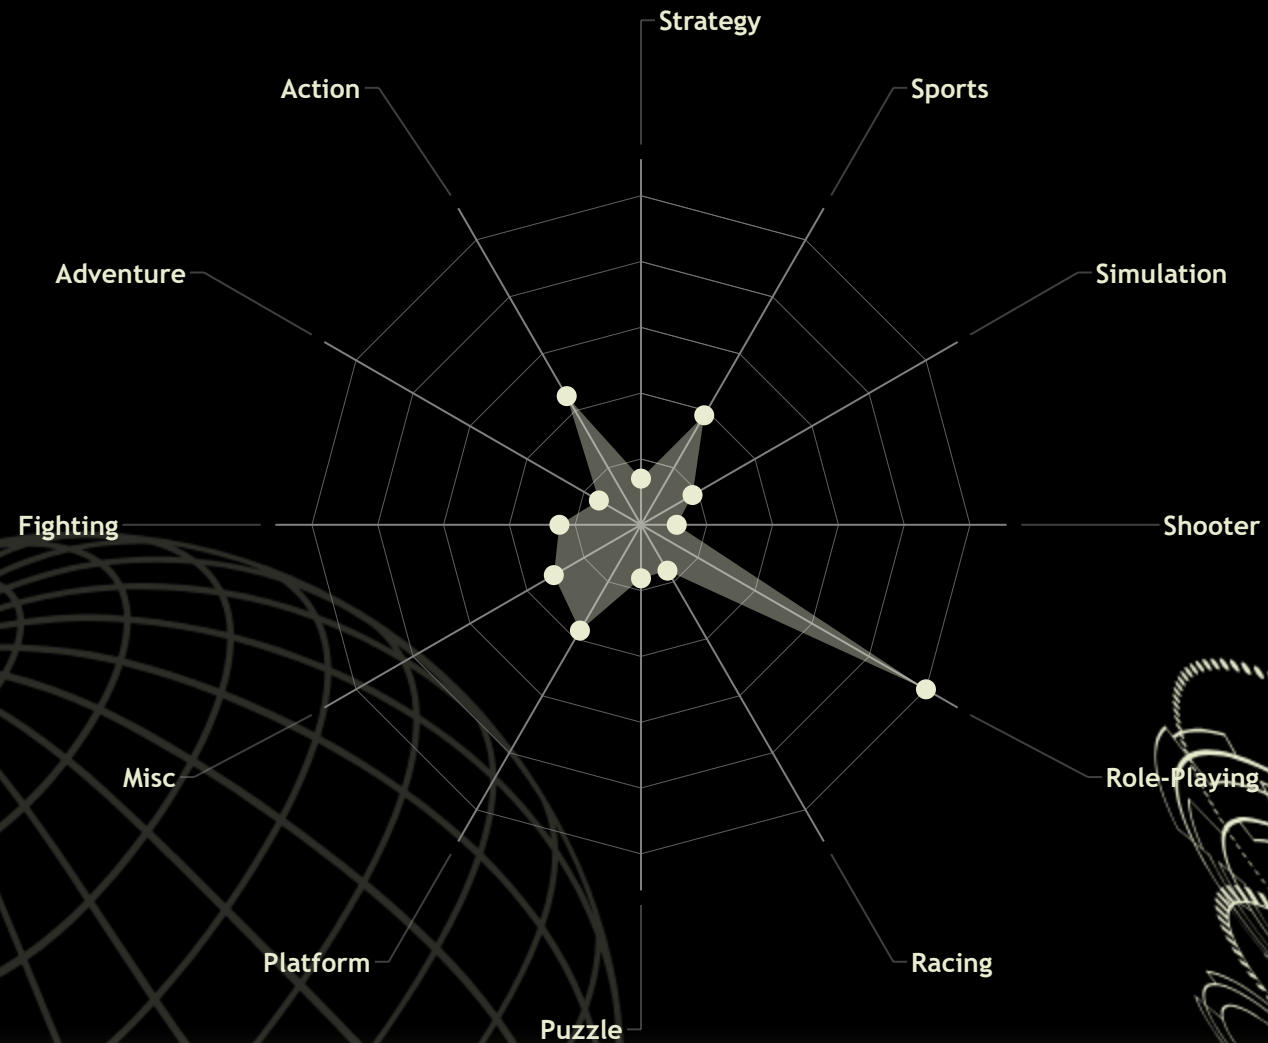 Strategy
Action
Sports
Adventure
Simulation
Fighting
Shooter
Misc
Role-Playing
Platform
Racing
Puzzle